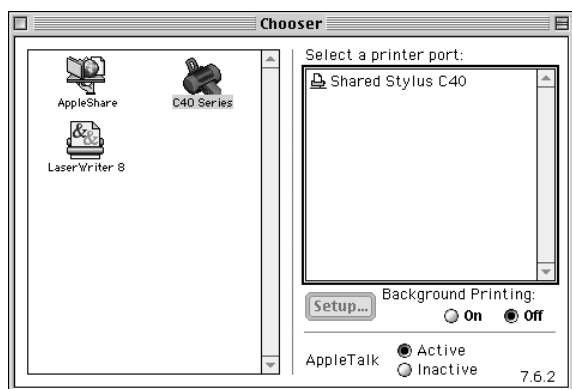 Chooser
AppleShare
C40 Series
LaserWriter 8
Select a printer port:
Shared Stylus C40
Setup...
Background Printing:
On Off
AppleTalk
Active
Inactive
7.6.2